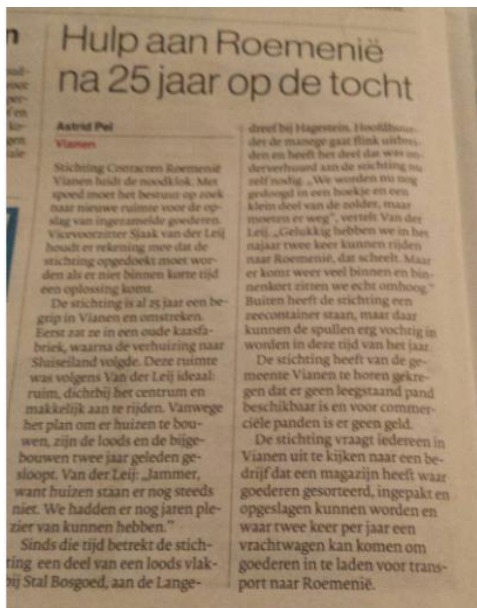 Hulp aan Roemenië
na 25 jaar op de tocht
Astrid Pel
Vianen
Stichting Contacten Roemenië
Vianen luidt de noodklok. Met
spoed moet het bestuur op zoek
naar nieuwe ruimte voor de op-
slag van ingezamelde goederen.
Vicevoorzitter Sjaak van der Leij
houdt er rekening mee dat de
stichting opgedoekt moet wor-
den als er niet binnen korte tijd
een oplossing komt.
De stichting is al 25 jaar een be-
grip in Vianen en omstreken.
Eerst zat ze in een oude kaasfa-
briek, waarna de verhuizing naar
Sluiseiland volgde. Deze ruimte
was volgens Van der Leij ideaal:
ruim, dichtbij het centrum en
makkelijk aan te rijden. Vanwege
het plan om er huizen te bou-
wen, zijn de loods en de bijge-
bouwen twee jaar geleden ge-
sloopt. Van der Leij: „Jammer,
want huizen staan er nog steeds
niet. We hadden er nog jaren ple-
zier van kunnen hebben.”
Sinds die tijd betrekt de stich-
ting een deel van een loods vlak-
bij Stal Bosgoed, aan de Lange-
dreef bij Hagestein. Hoofdhuur-
der de manege gaat flink uitbrei-
den en heeft het deel dat was on-
derverhuurd aan de stichting nu
zelf nodig. „We worden nu nog
gedoogd in een hoekje en een
klein deel van de zolder, maar
moeten er weg”, vertelt Van der
Leij. „Gelukkig hebben we in het
najaar twee keer kunnen rijden
naar Roemenië, dat scheelt. Maar
er komt weer veel binnen en bin-
nenkort zitten we echt omhoog.”
Buiten heeft de stichting een
zeecontainer staan, maar daar
kunnen de spullen erg vochtig in
worden in deze tijd van het jaar.
De stichting heeft van de ge-
meente Vianen te horen gekre-
gen dat er geen leegstaand pand
beschikbaar is en voor commer-
ciële panden is er geen geld.
De stichting vraagt iedereen in
Vianen uit te kijken naar een be-
drijf dat een magazijn heeft waar
goederen gesorteerd, ingepakt en
opgeslagen kunnen worden en
waar twee keer per jaar een
vrachtwagen kan komen om
goederen in te laden voor trans-
port naar Roemenië.